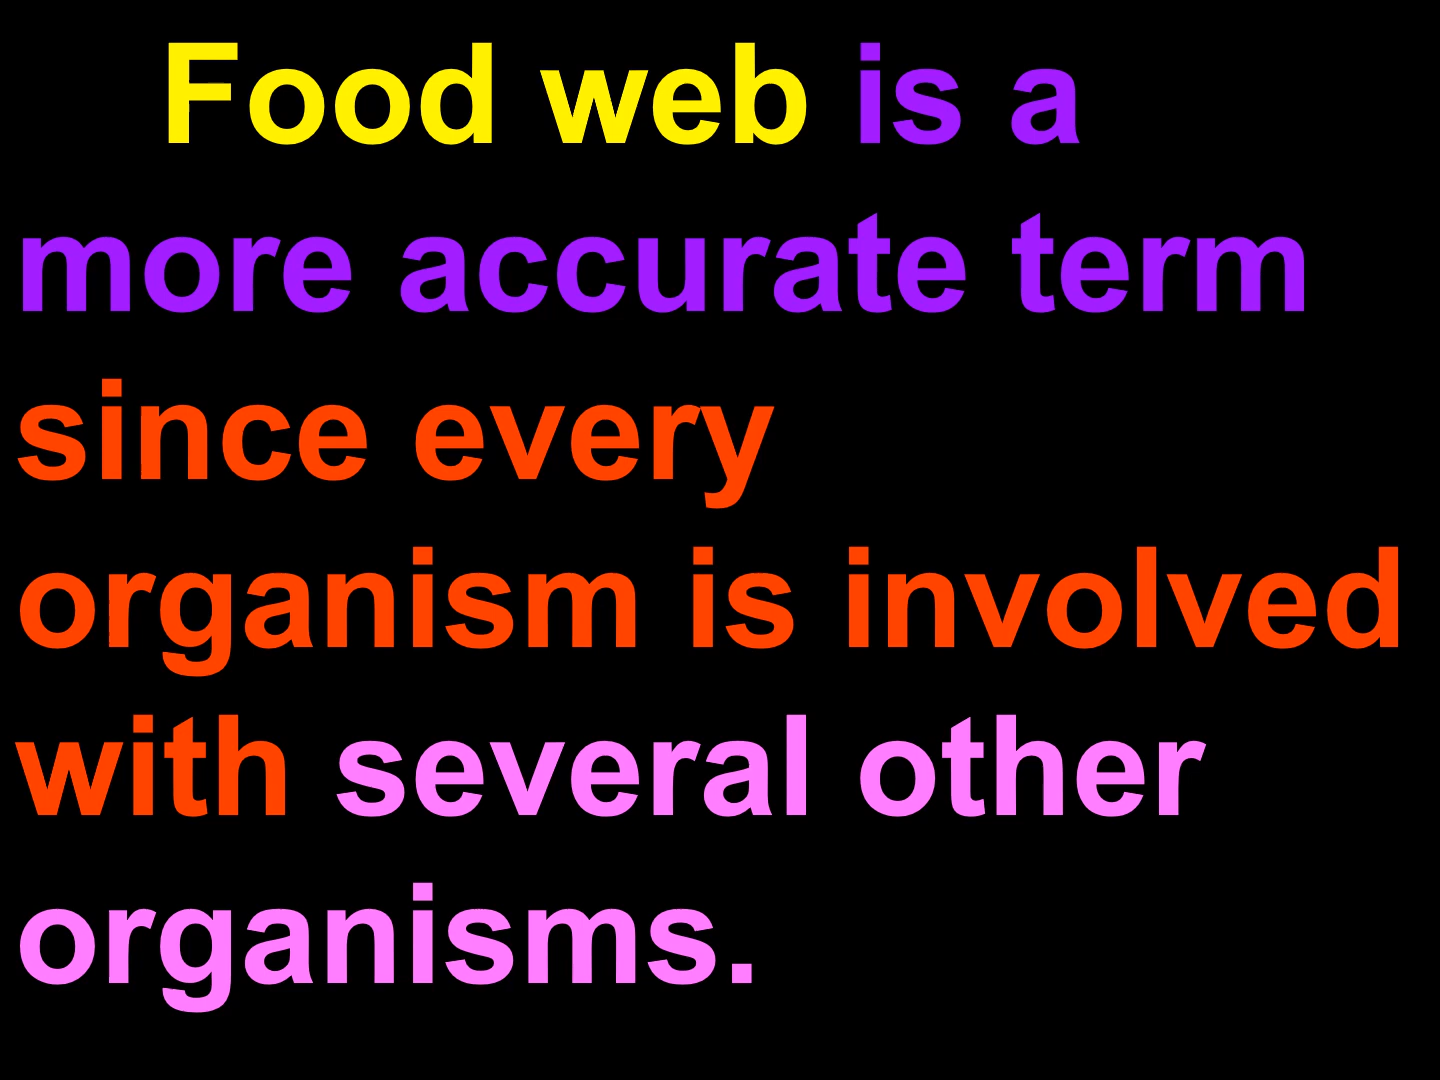 Food web is a
more accurate term
since every
organism is involved
with several other
organisms.